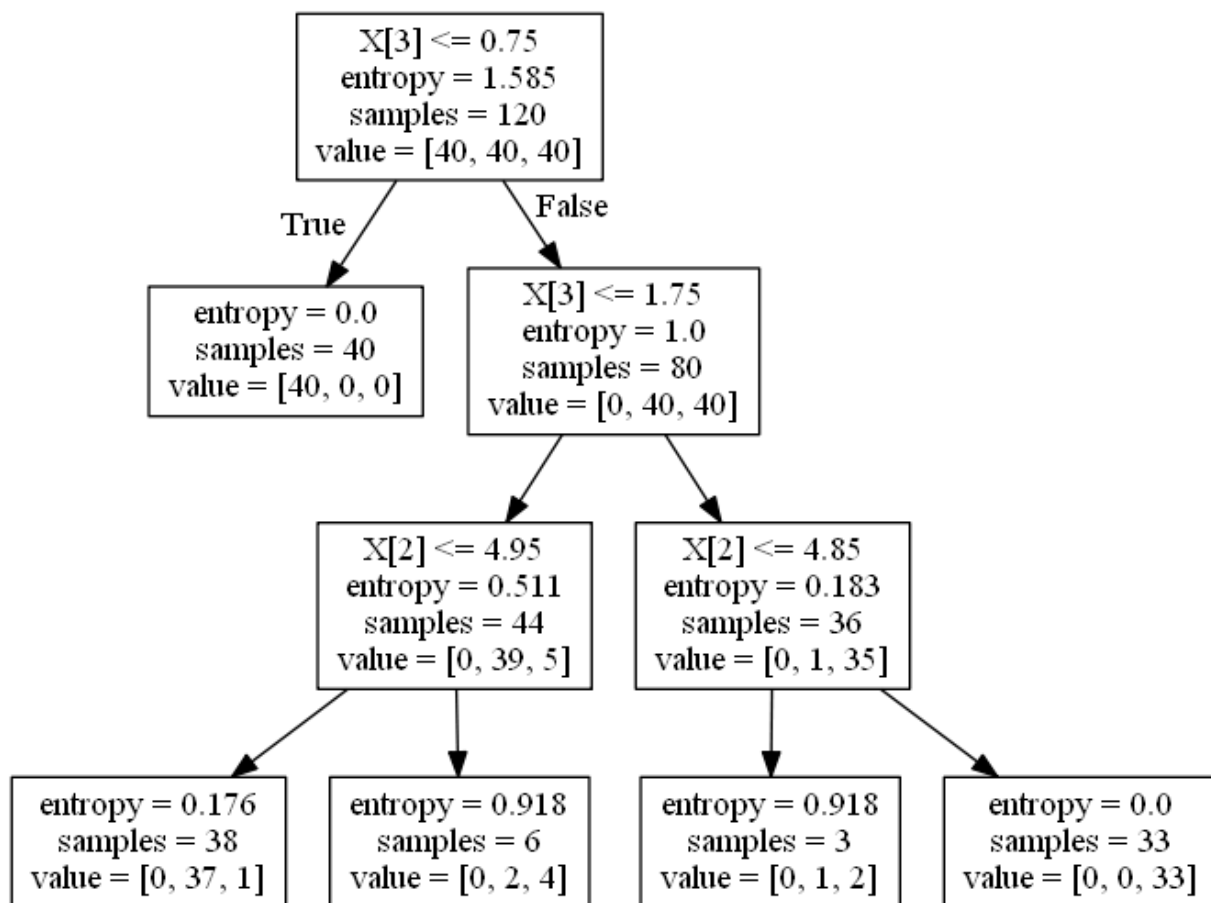 X[3] <= 0.75
entropy = 1.585
samples = 120
value = [40, 40, 40]
True
False
entropy = 0.0
samples = 40
value = [40, 0, 0]
X[3] <= 1.75
entropy = 1.0
samples = 80
value = [0, 40, 40]
X[2] <= 4.95
entropy = 0.511
samples = 44
value = [0, 39, 5]
X[2] <= 4.85
entropy = 0.183
samples = 36
value = [0, 1, 35]
entropy = 0.176
samples = 38
value = [0, 37, 1]
entropy = 0.918
samples = 6
value = [0, 2, 4]
entropy = 0.918
samples = 3
value = [0, 1, 2]
entropy = 0.0
samples = 33
value = [0, 0, 33]